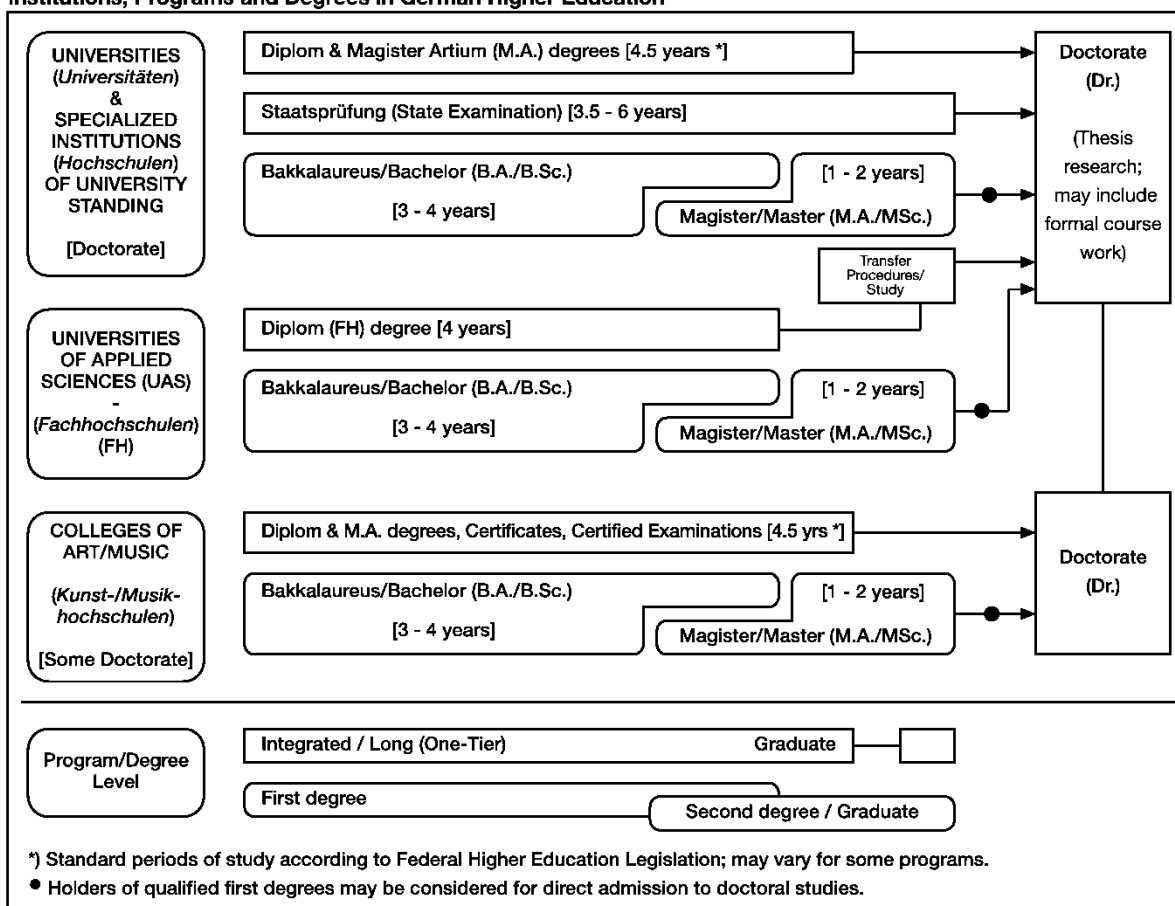 Institutions, Programs and Degrees in German Higher Education
UNIVERSITIES
(Universitäten)
&
SPECIALIZED
INSTITUTIONS
(Hochschulen)
OF UNIVERSITY
STANDING
[Doctorate]
Diplom & Magister Artium (M.A.) degrees [4.5 years *]
Staatsprüfung (State Examination) [3.5 - 6 years]
Bakkalaureus/Bachelor (B.A./B.Sc.)
[3 - 4 years]
[1 - 2 years]
Magister/Master (M.A./MSc.)
Transfer
Procedures/
Study
Doctorate
(Dr.)
(Thesis
research;
may include
formal course
work)
UNIVERSITIES
OF APPLIED
SCIENCES (UAS)
-
(Fachhochschulen)
(FH)
Diplom (FH) degree [4 years]
Bakkalaureus/Bachelor (B.A./B.Sc.)
[3 - 4 years]
[1 - 2 years]
Magister/Master (M.A./MSc.)
COLLEGES OF
ART/MUSIC
(Kunst-/Musik-
hochschulen)
[Some Doctorate]
Diplom & M.A. degrees, Certificates, Certified Examinations [4.5 yrs *]
Bakkalaureus/Bachelor (B.A./B.Sc.)
[3 - 4 years]
[1 - 2 years]
Magister/Master (M.A./MSc.)
Doctorate
(Dr.)
Program/Degree
Level
Integrated / Long (One-Tier) Graduate
First degree
Second degree / Graduate
*) Standard periods of study according to Federal Higher Education Legislation; may vary for some programs.
● Holders of qualified first degrees may be considered for direct admission to doctoral studies.